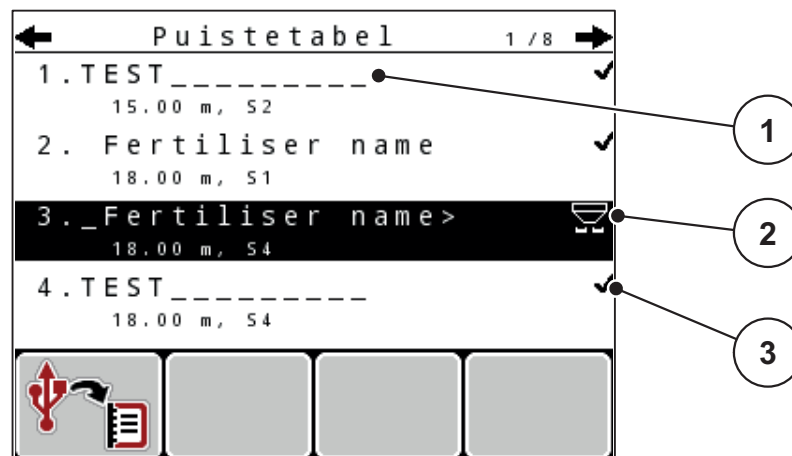 Puistetabel 1/8
1.TEST_________
15.00 m, S2
2. Fertiliser name
18.00 m, S1
3._Fertiliser name>
18.00 m, S4
4.TEST_________
18.00 m, S4
1
2
3